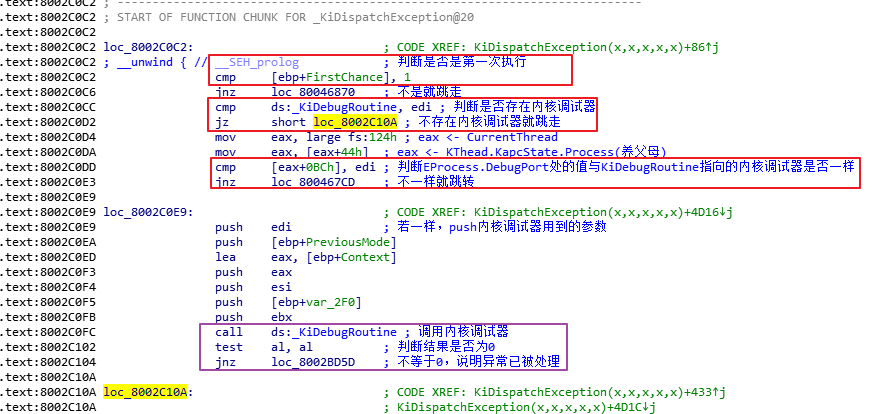 .text:8002C0C2 ; ---------------------------------------------------------------------------
.text:8002C0C2 ; START OF FUNCTION CHUNK FOR _KiDispatchException@20
.text:8002C0C2
.text:8002C0C2 loc_8002C0C2: ; CODE XREF: KiDispatchException(x,x,x,x,x)+86↑j
.text:8002C0C2 ; __unwind { // __SEH_prolog ; 判断是否是第一次执行
.text:8002C0C2 cmp [ebp+FirstChance], 1
.text:8002C0C6 jnz loc_80046870 ; 不是就跳走
.text:8002C0CC cmp ds:_KiDebugRoutine, edi ; 判断是否存在内核调试器
.text:8002C0D2 jz short loc_8002C10A ; 不存在内核调试器就跳走
.text:8002C0D4 mov eax, large fs:124h ; eax <- CurrentThread
.text:8002C0DA mov eax, [eax+44h] ; eax <- KThead.KapcState.Process(养父母)
.text:8002C0DD cmp [eax+0BCh], edi ; 判断EProcess.DebugPort处的值与KiDebugRoutine指向的内核调试器是否一样
.text:8002C0E3 jnz loc_800467CD ; 不一样就跳转
.text:8002C0E9
.text:8002C0E9 loc_8002C0E9: ; CODE XREF: KiDispatchException(x,x,x,x,x)+4D16↓j
.text:8002C0E9 push edi ; 若一样，push内核调试器用到的参数
.text:8002C0EA push [ebp+PreviousMode]
.text:8002C0ED lea eax, [ebp+Context]
.text:8002C0F3 push eax
.text:8002C0F4 push esi
.text:8002C0F5 push [ebp+var_2F0]
.text:8002C0FB push ebx
.text:8002C0FC call ds:_KiDebugRoutine ; 调用内核调试器
.text:8002C102 test al, al ; 判断结果是否为0
.text:8002C104 jnz loc_8002BD5D ; 不等于0，说明异常已被处理
.text:8002C10A
.text:8002C10A loc_8002C10A: ; CODE XREF: KiDispatchException(x,x,x,x,x)+433↑j
.text:8002C10A ; KiDispatchException(x,x,x,x,x)+4D1C↓j